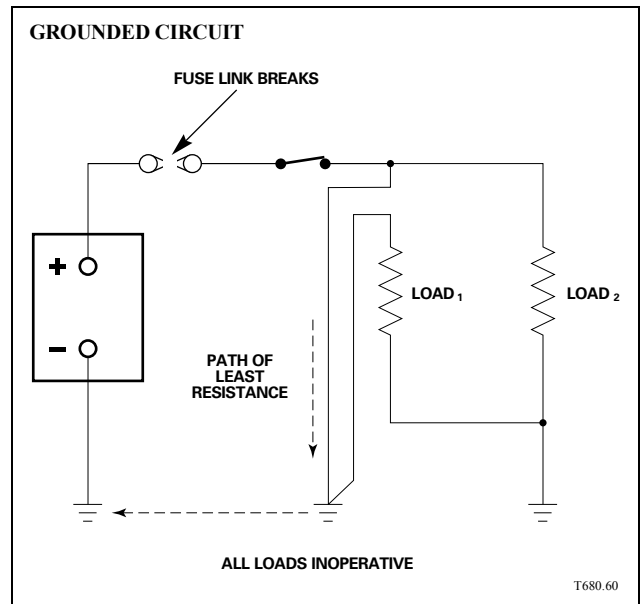 GROUNDED CIRCUIT
FUSE LINK BREAKS
+
−
LOAD 1
LOAD 2
PATH OF
LEAST
RESISTANCE
ALL LOADS INOPERATIVE
T680.60